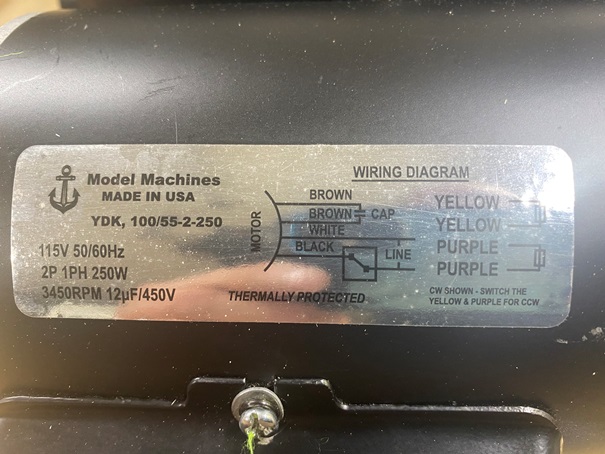 Model Machines
MADE IN USA
YDK, 100/55-2-250
115V 50/60Hz
2P 1PH 250W
3450RPM 12µF/450V
WIRING DIAGRAM
MOTOR
BROWN
BROWN CAP
WHITE
BLACK LINE
THERMALLY PROTECTED
YELLOW
YELLOW
PURPLE
PURPLE
CW SHOWN - SWITCH THE
YELLOW & PURPLE FOR CCW